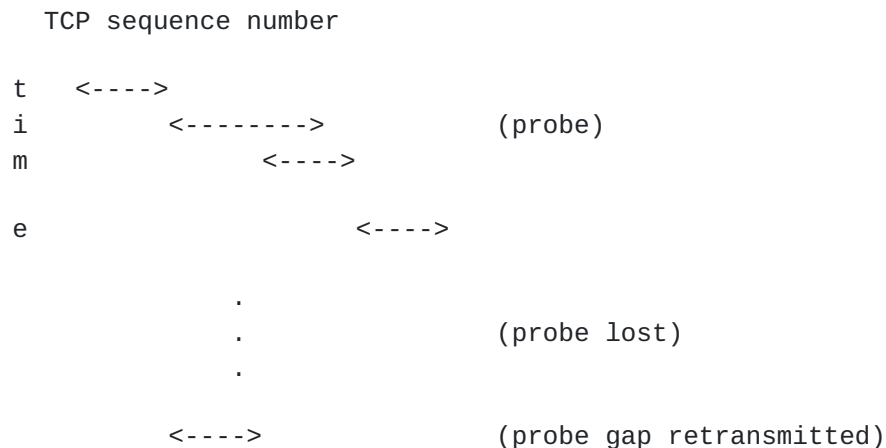 TCP sequence number
t <---->
i <--------> (probe)
m <---->
e <---->
.
. (probe lost)
.
<----> (probe gap retransmitted)